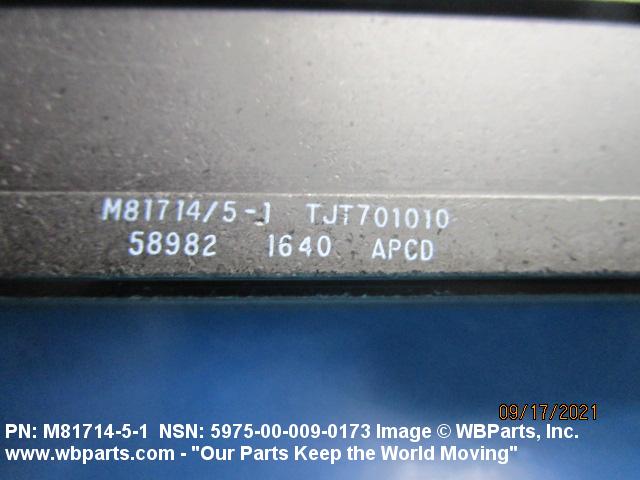 M81714/5-1 TJT701010
58982 1640 APCD
09/17/2021
PN: M81714-5-1 NSN: 5975-00-009-0173 Image © WBParts, Inc.
www.wbparts.com - "Our Parts Keep the World Moving"